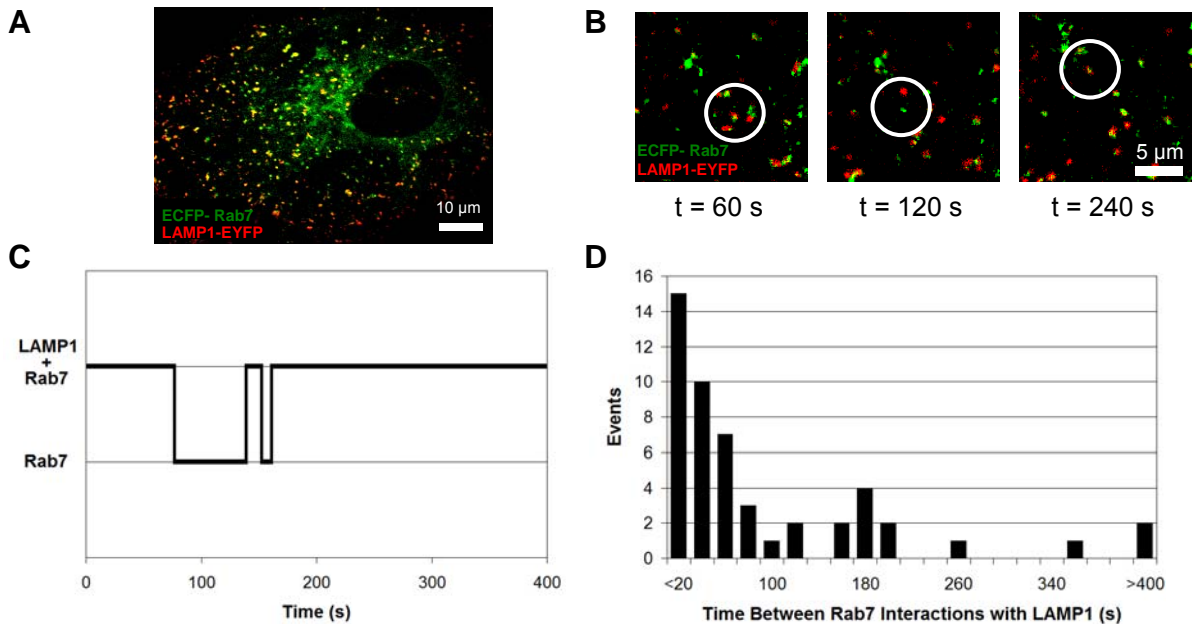 A
ECFP- Rab7
LAMP1-EYFP
10 µm
B
ECFP- Rab7
LAMP1-EYFP
5 µm
t = 60 s
t = 120 s
t = 240 s
C
LAMP1
+
Rab7
Rab7
0
100
200
300
400
Time (s)
D
16
14
12
10
8
6
4
2
0
Events
<20
100
180
260
340
>400
Time Between Rab7 Interactions with LAMP1 (s)